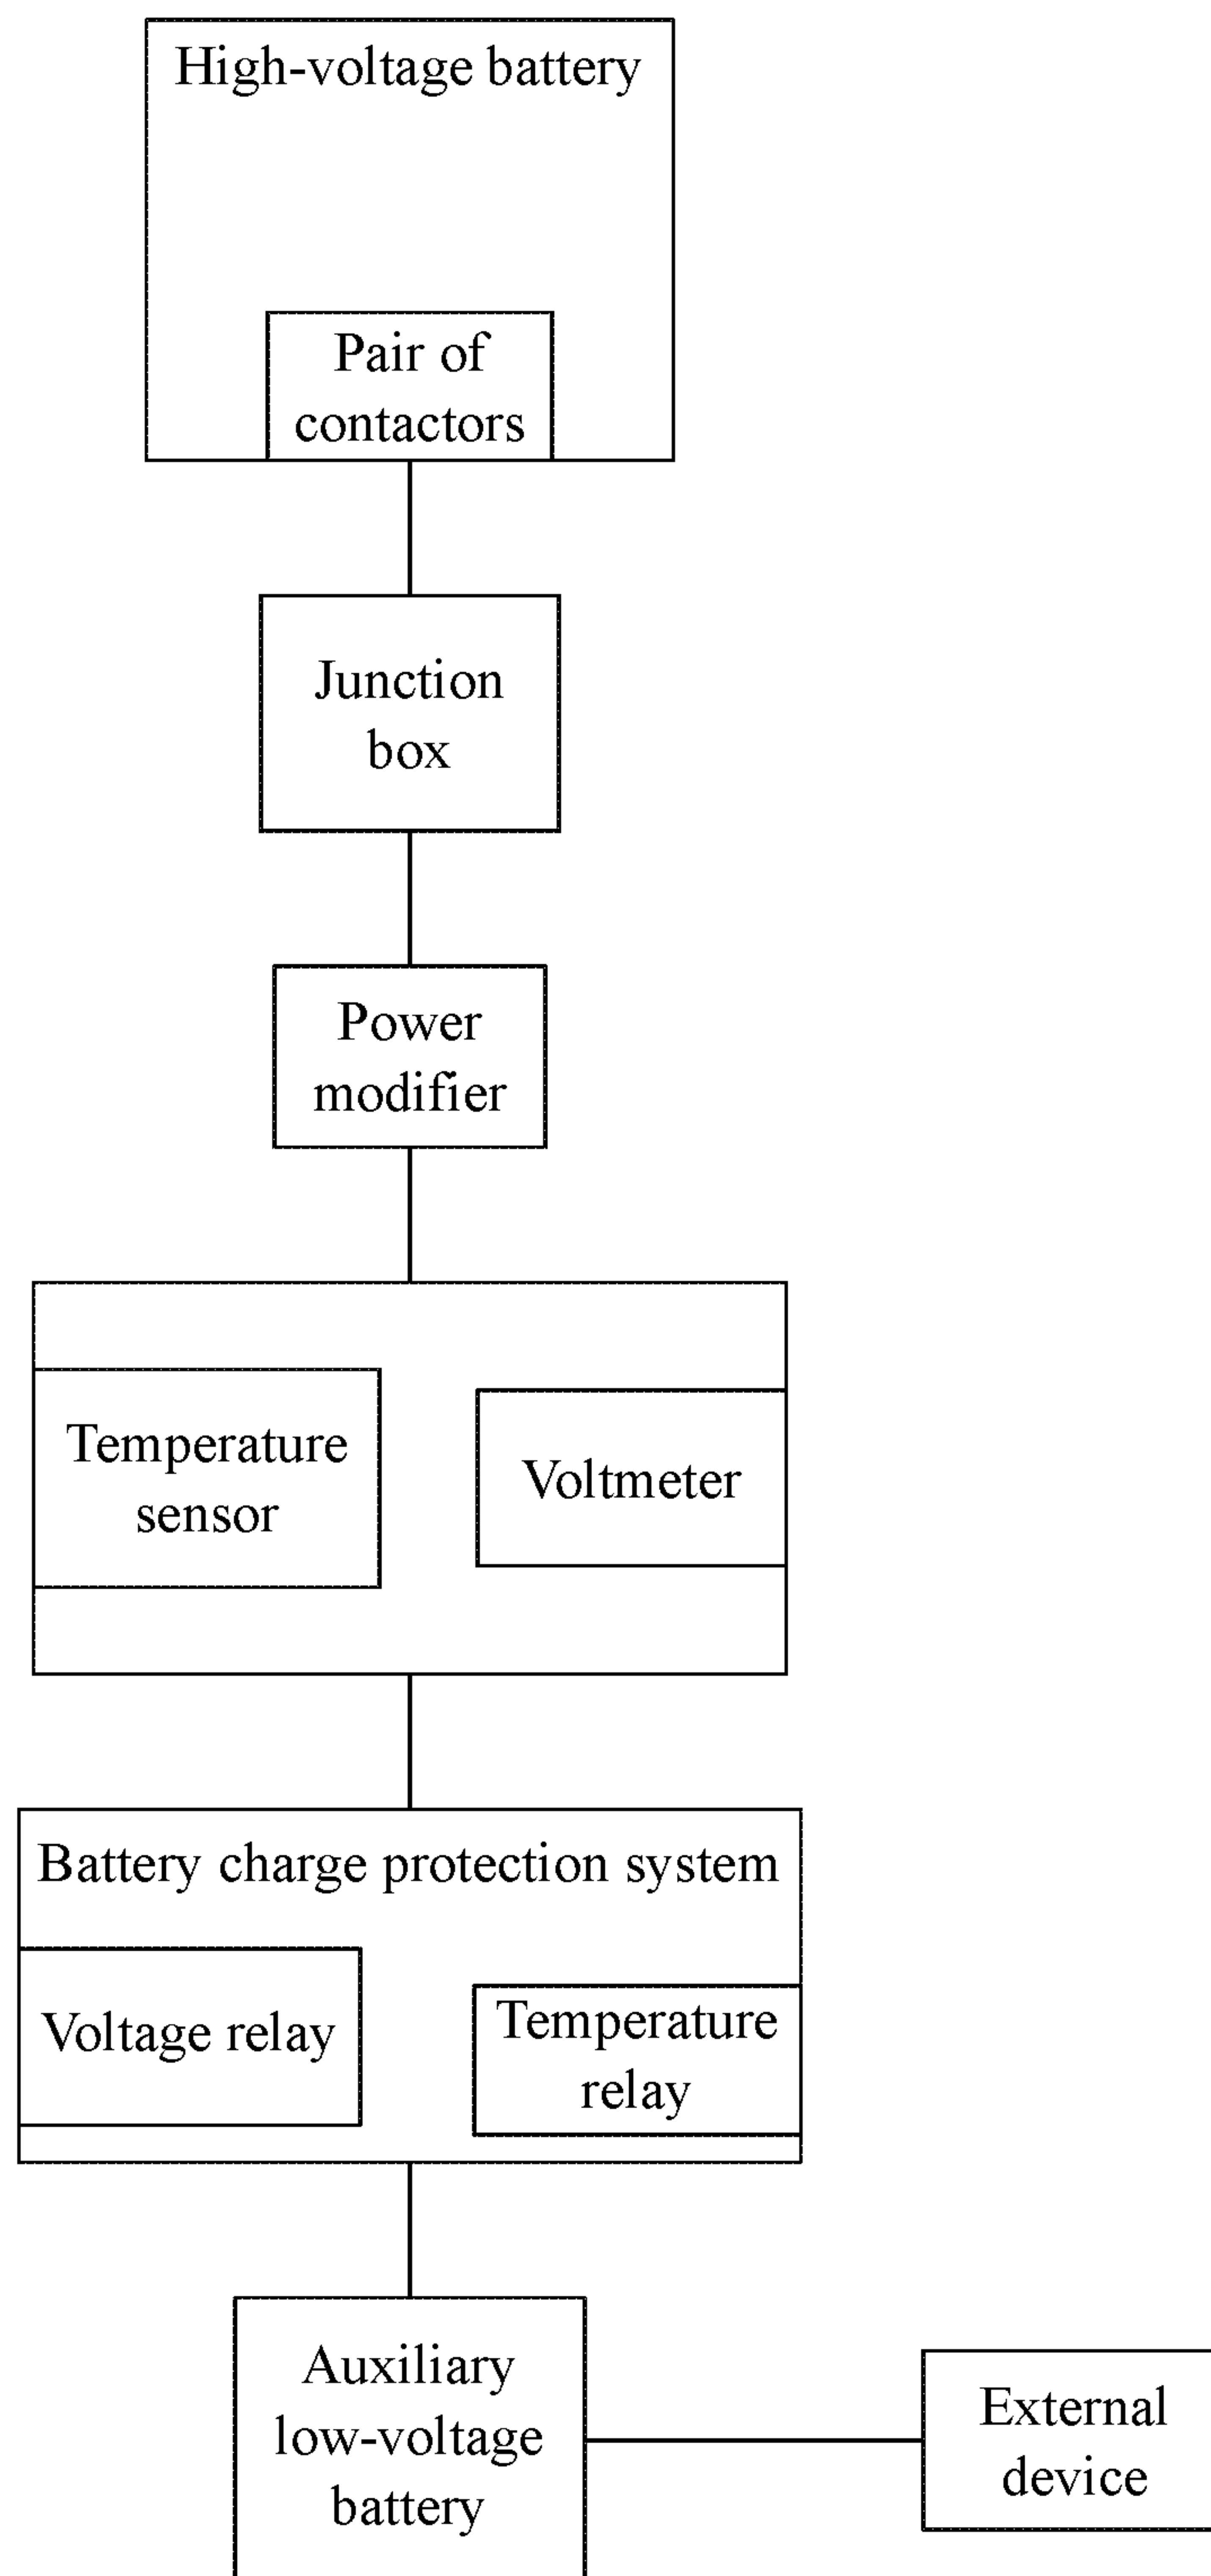 High-voltage battery
Pair of
contactors
Junction
box
Power
modifier
Temperature
sensor
Voltmeter
Battery charge protection system
Voltage relay
Temperature
relay
Auxiliary
low-voltage
battery
External
device